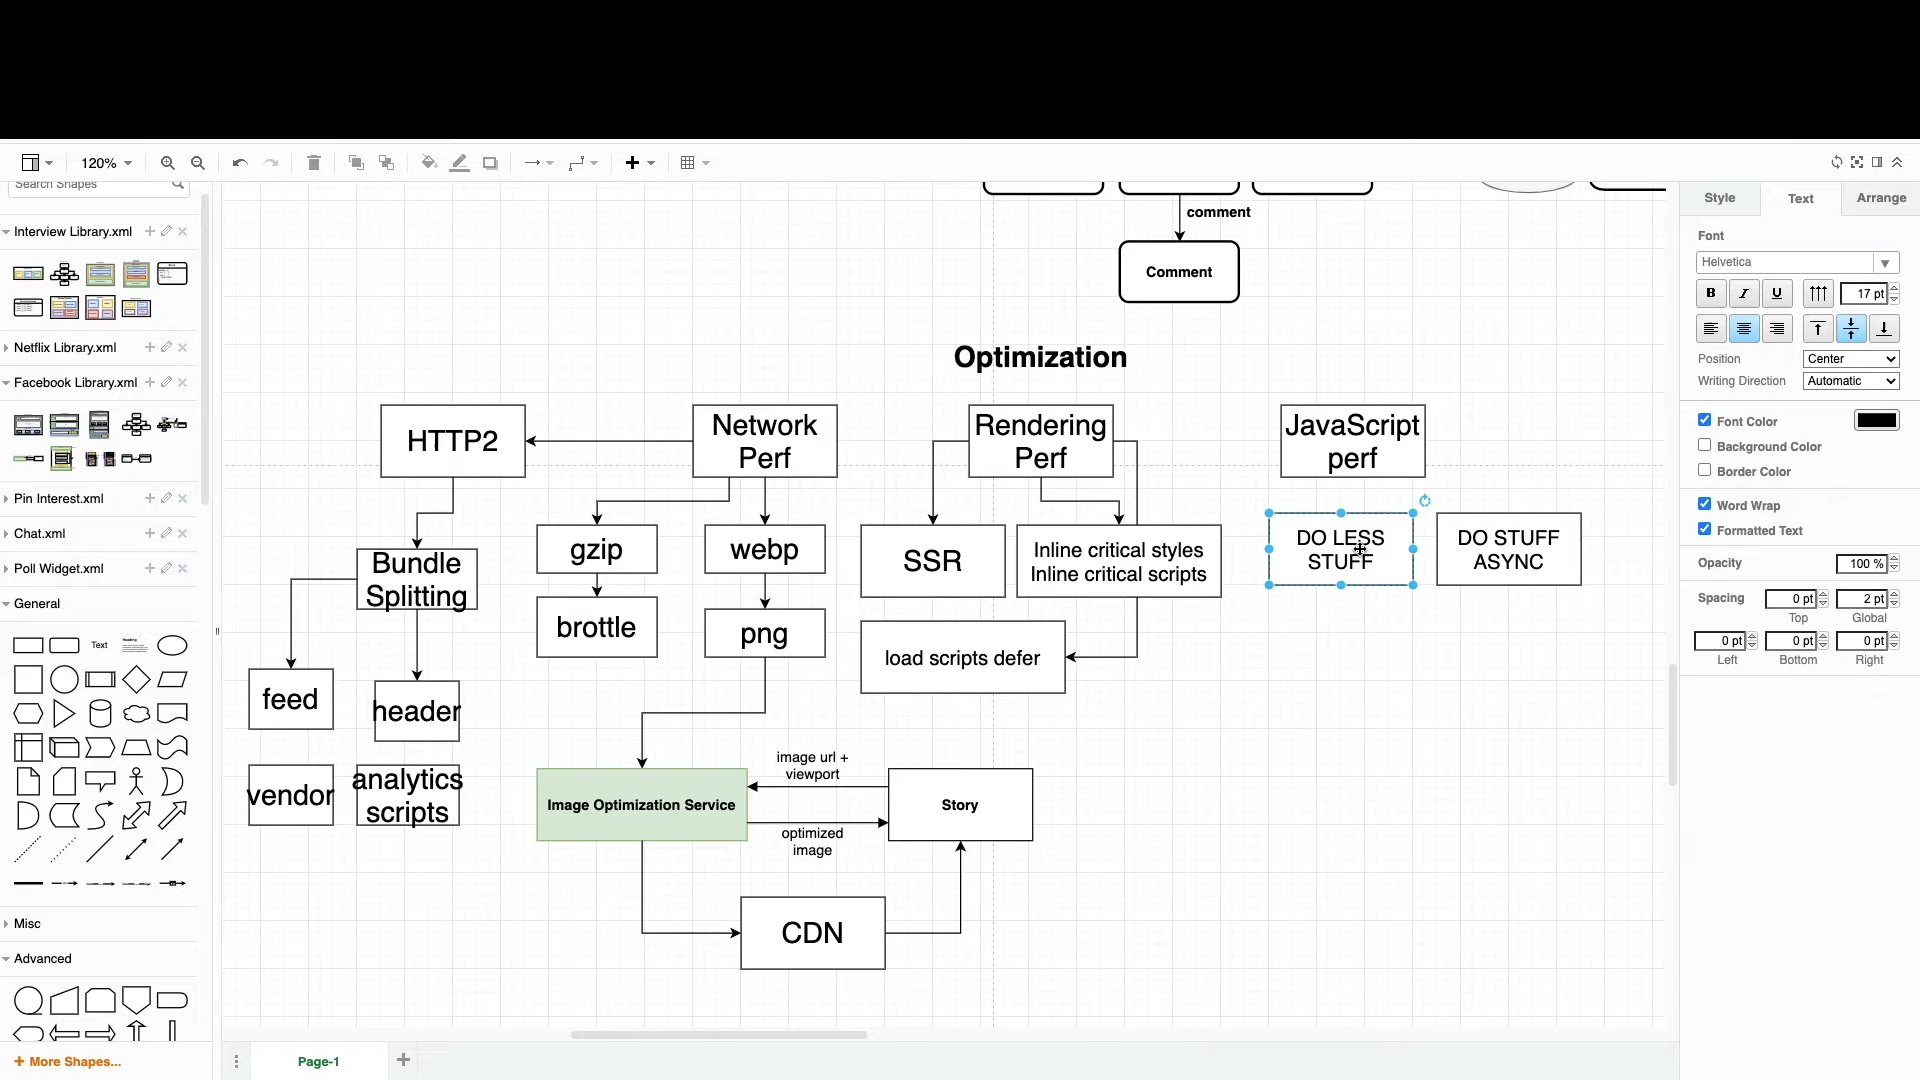 120%
Search Shapes
Interview Library.xml
Netflix Library.xml
Facebook Library.xml
Pin Interest.xml
Chat.xml
Poll Widget.xml
General
Text
Heading
Misc
Advanced
+ More Shapes...
comment
Comment
Optimization
HTTP2
Network
Perf
Rendering
Perf
JavaScript
perf
Bundle
Splitting
gzip
webp
SSR
Inline critical styles
Inline critical scripts
DO LESS
STUFF
DO STUFF
ASYNC
brottle
png
load scripts defer
feed
header
vendor
analytics
scripts
image url +
viewport
Image Optimization Service
Story
optimized
image
CDN
Page-1
Style
Text
Arrange
Font
Helvetica
B
I
U
17 pt
Position
Center
Writing Direction
Automatic
Font Color
Background Color
Border Color
Word Wrap
Formatted Text
Opacity
100 %
Spacing
0 pt
2 pt
Top
Global
0 pt
0 pt
0 pt
Left
Bottom
Right